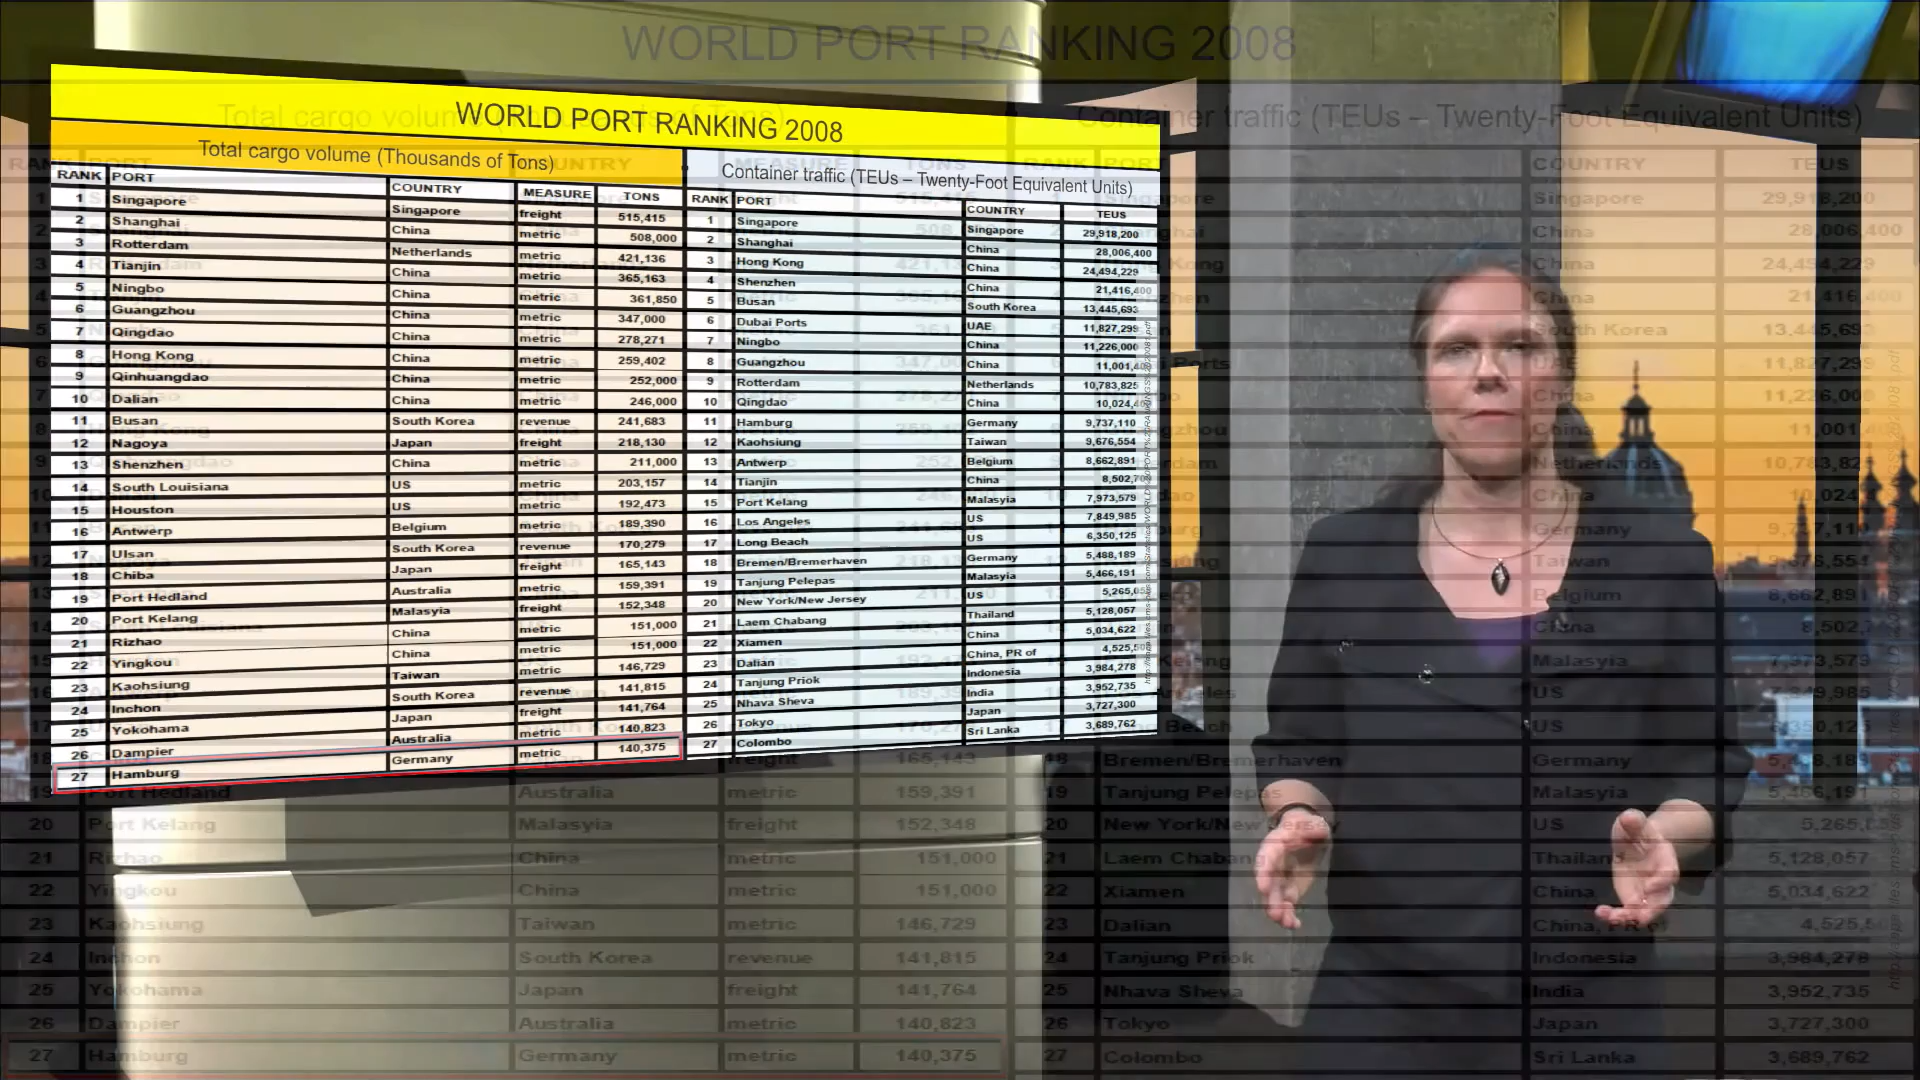 WORLD PORT RANKING 2008
Total cargo volume (Thousands of Tons)
RANK PORT COUNTRY MEASURE TONS
1 Singapore Singapore freight 515,415
2 Shanghai China metric 508,000
3 Rotterdam Netherlands metric 421,136
4 Tianjin China metric 365,163
5 Ningbo China metric 361,850
6 Guangzhou China metric 347,000
7 Qingdao China metric 278,271
8 Hong Kong China metric 259,402
9 Qinhuangdao China metric 252,000
10 Dalian China metric 246,000
11 Busan South Korea revenue 241,683
12 Nagoya Japan freight 218,130
13 Shenzhen China metric 211,000
14 South Louisiana US metric 203,157
15 Houston US metric 192,473
16 Antwerp Belgium metric 189,390
17 Ulsan South Korea revenue 170,279
18 Chiba Japan freight 165,143
19 Port Hedland Australia metric 159,391
20 Port Kelang Malasyia freight 152,348
21 Rizhao China metric 151,000
22 Yingkou China metric 151,000
23 Kaohsiung Taiwan metric 146,729
24 Inchon South Korea revenue 141,815
25 Yokohama Japan freight 141,764
26 Dampier Australia metric 140,823
27 Hamburg Germany metric 140,375
Container traffic (TEUs – Twenty-Foot Equivalent Units)
RANK PORT COUNTRY TEUS
1 Singapore Singapore 29,918,200
2 Shanghai China 28,006,400
3 Hong Kong China 24,494,229
4 Shenzhen China 21,416,400
5 Busan South Korea 13,445,693
6 Dubai Ports UAE 11,827,299
7 Ningbo China 11,226,000
8 Guangzhou China 11,001,
9 Rotterdam Netherlands 10,783,825
10 Qingdao China 10,024,
11 Hamburg Germany 9,737,110
12 Kaohsiung Taiwan 9,676,554
13 Antwerp Belgium 8,662,891
14 Tianjin China 8,502,
15 Port Kelang Malasyia 7,973,579
16 Los Angeles US 7,849,985
17 Long Beach US 6,350,125
18 Bremen/Bremerhaven Germany 5,488,189
19 Tanjung Pelepas Malasyia 5,466,191
20 New York/New Jersey US 5,265,
21 Laem Chabang Thailand 5,128,057
22 Xiamen China 5,034,622
23 Dalian China, PR of 4,525,
24 Tanjung Priok Indonesia 3,984,278
25 Nhava Sheva India 3,952,735
26 Tokyo Japan 3,727,300
27 Colombo Sri Lanka 3,689,762